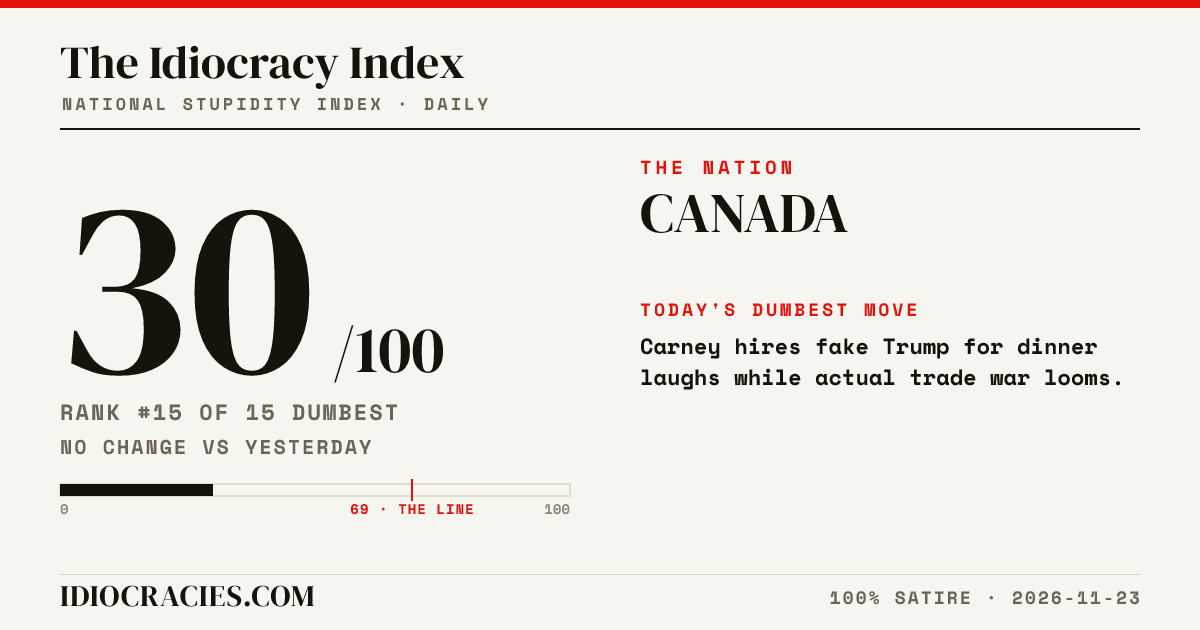 The Idiocracy Index
NATIONAL STUPIDITY INDEX · DAILY
30 /100
RANK #15 OF 15 DUMBEST
NO CHANGE VS YESTERDAY
0
69 · THE LINE
100
THE NATION
CANADA
TODAY'S DUMBEST MOVE
Carney hires fake Trump for dinner
laughs while actual trade war looms.
IDIOCRACIES.COM
100% SATIRE · 2026-11-23